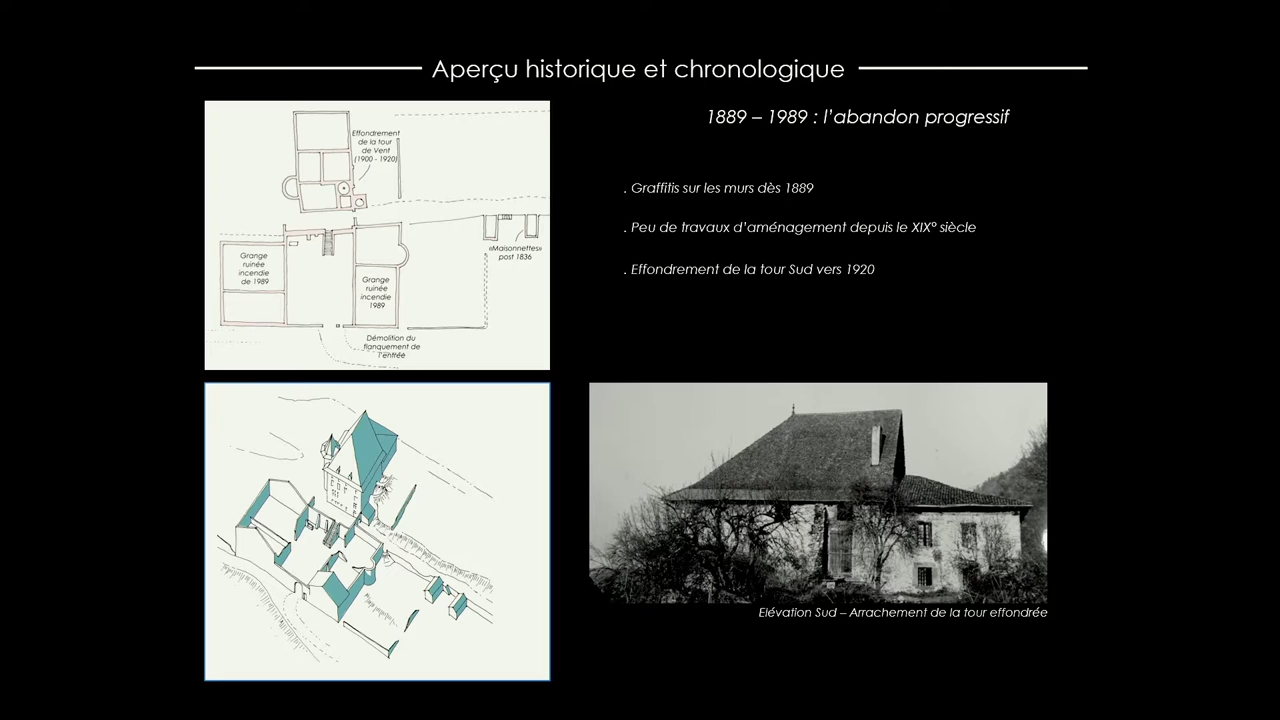 Aperçu historique et chronologique
1889 – 1989 : l'abandon progressif
. Graffitis sur les murs dès 1889
. Peu de travaux d'aménagement depuis le XIX° siècle
. Effondrement de la tour Sud vers 1920
Effondrement
de la tour
de Vent
(1900 - 1920)
«Maisonnettes»
post 1836
Grange
ruinée
incendie
de 1989
Grange
ruinée
incendie
1989
Démolition du
flanquement de
l'entrée
Elévation Sud – Arrachement de la tour effondrée